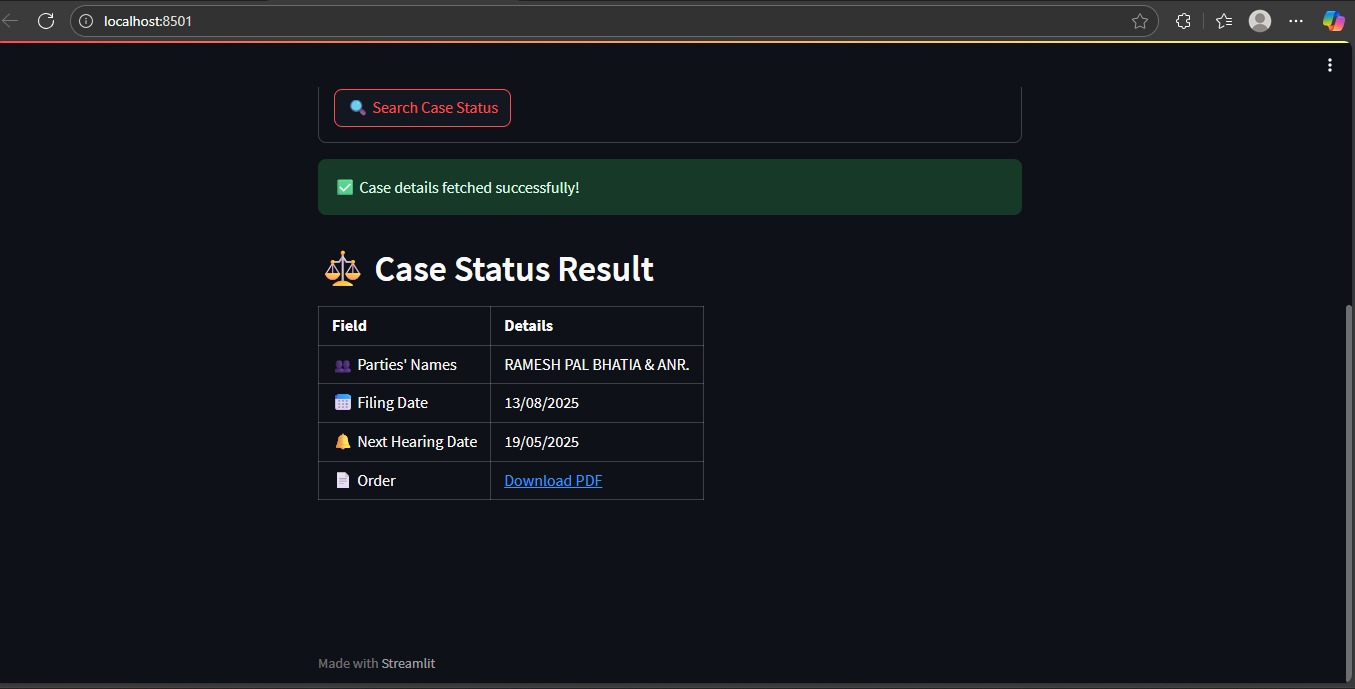 localhost:8501
Search Case Status
Case details fetched successfully!
Case Status Result
Field Details
Parties' Names RAMESH PAL BHATIA & ANR.
Filing Date 13/08/2025
Next Hearing Date 19/05/2025
Order Download PDF
Made with Streamlit